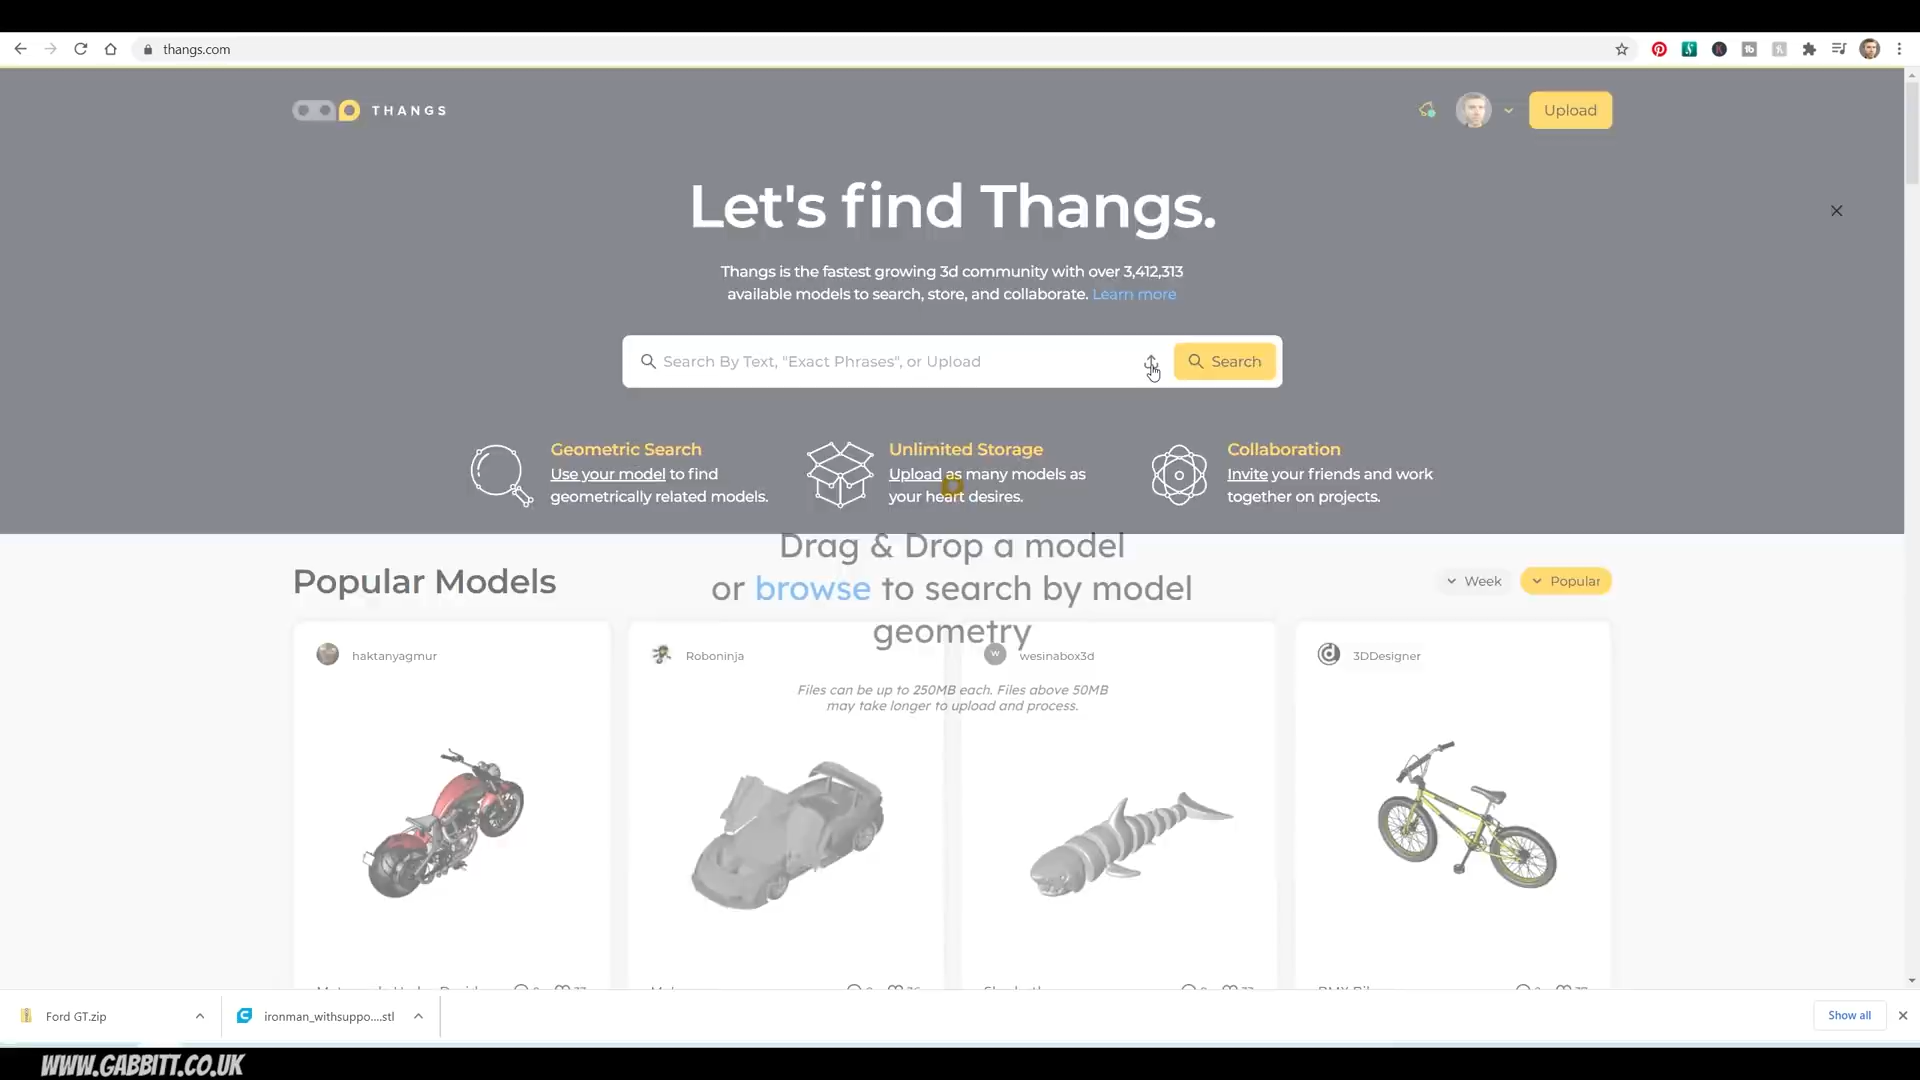 thangs.com
THANGS
Upload
Let's find Thangs.
Thangs is the fastest growing 3d community with over 3,412,313
available models to search, store, and collaborate. Learn more
Search By Text, "Exact Phrases", or Upload
Search
Geometric Search
Use your model to find
geometrically related models.
Unlimited Storage
Upload as many models as
your heart desires.
Collaboration
Invite your friends and work
together on projects.
Drag & Drop a model
or browse to search by model
geometry
Files can be up to 250MB each. Files above 50MB
may take longer to upload and process.
Popular Models
Week
Popular
haktanyagmur
Roboninja
W
wesinabox3d
3DDesigner
Ford GT.zip
ironman_withsuppo....stl
Show all
WWW.GABBITT.CO.UK